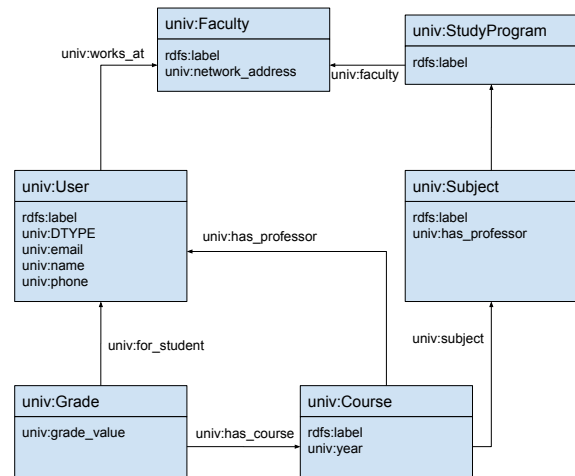 univ:Faculty
rdfs:label
univ:network_address
univ:StudyProgram
rdfs:label
univ:works_at
univ:faculty
univ:User
rdfs:label
univ:DTYPE
univ:email
univ:name
univ:phone
univ:Subject
rdfs:label
univ:has_professor
univ:has_professor
univ:for_student
univ:subject
univ:Grade
univ:grade_value
univ:has_course
univ:Course
rdfs:label
univ:year